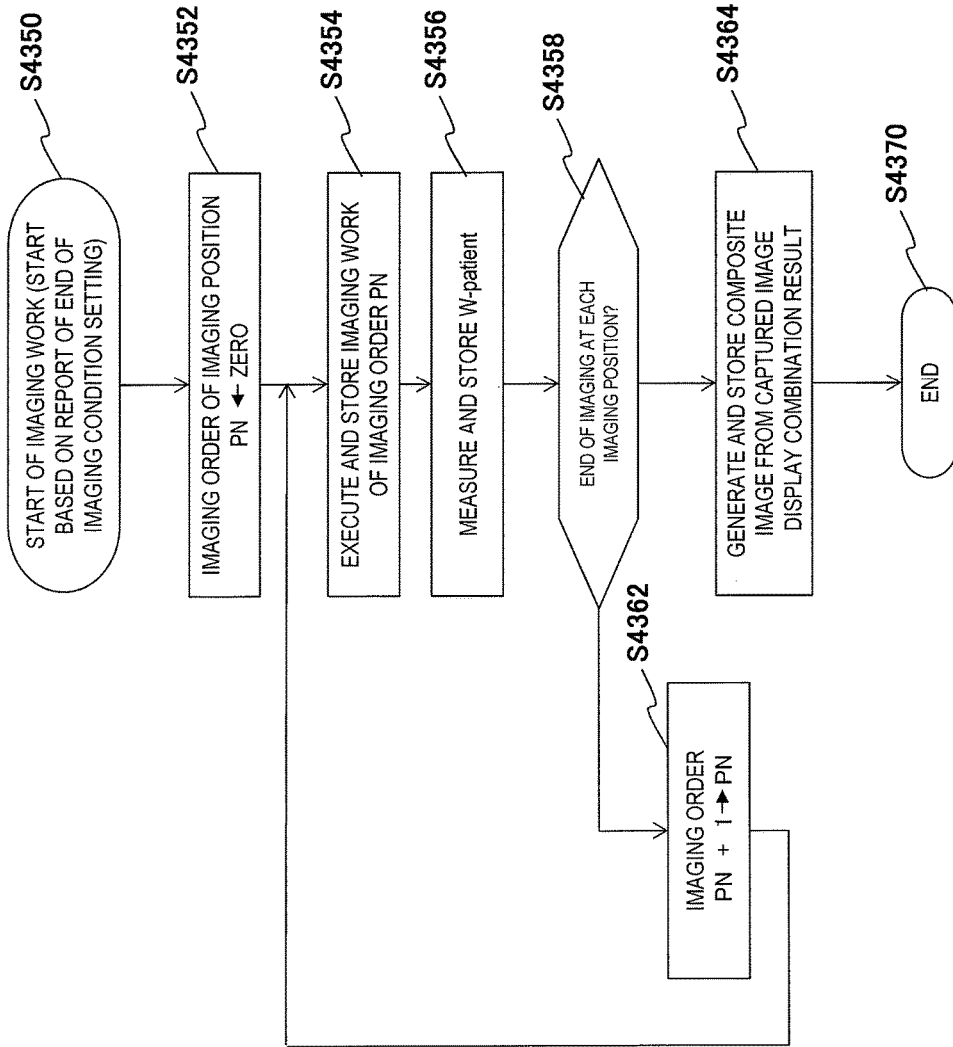 S4350
START OF IMAGING WORK (START
BASED ON REPORT OF END OF
IMAGING CONDITION SETTING)
S4352
IMAGING ORDER OF IMAGING POSITION
PN ← ZERO
S4354
EXECUTE AND STORE IMAGING WORK
OF IMAGING ORDER PN
S4356
MEASURE AND STORE W-patient
S4358
END OF IMAGING AT EACH
IMAGING POSITION?
S4362
IMAGING ORDER
PN + 1→PN
S4364
GENERATE AND STORE COMPOSITE
IMAGE FROM CAPTURED IMAGE
DISPLAY COMBINATION RESULT
S4370
END